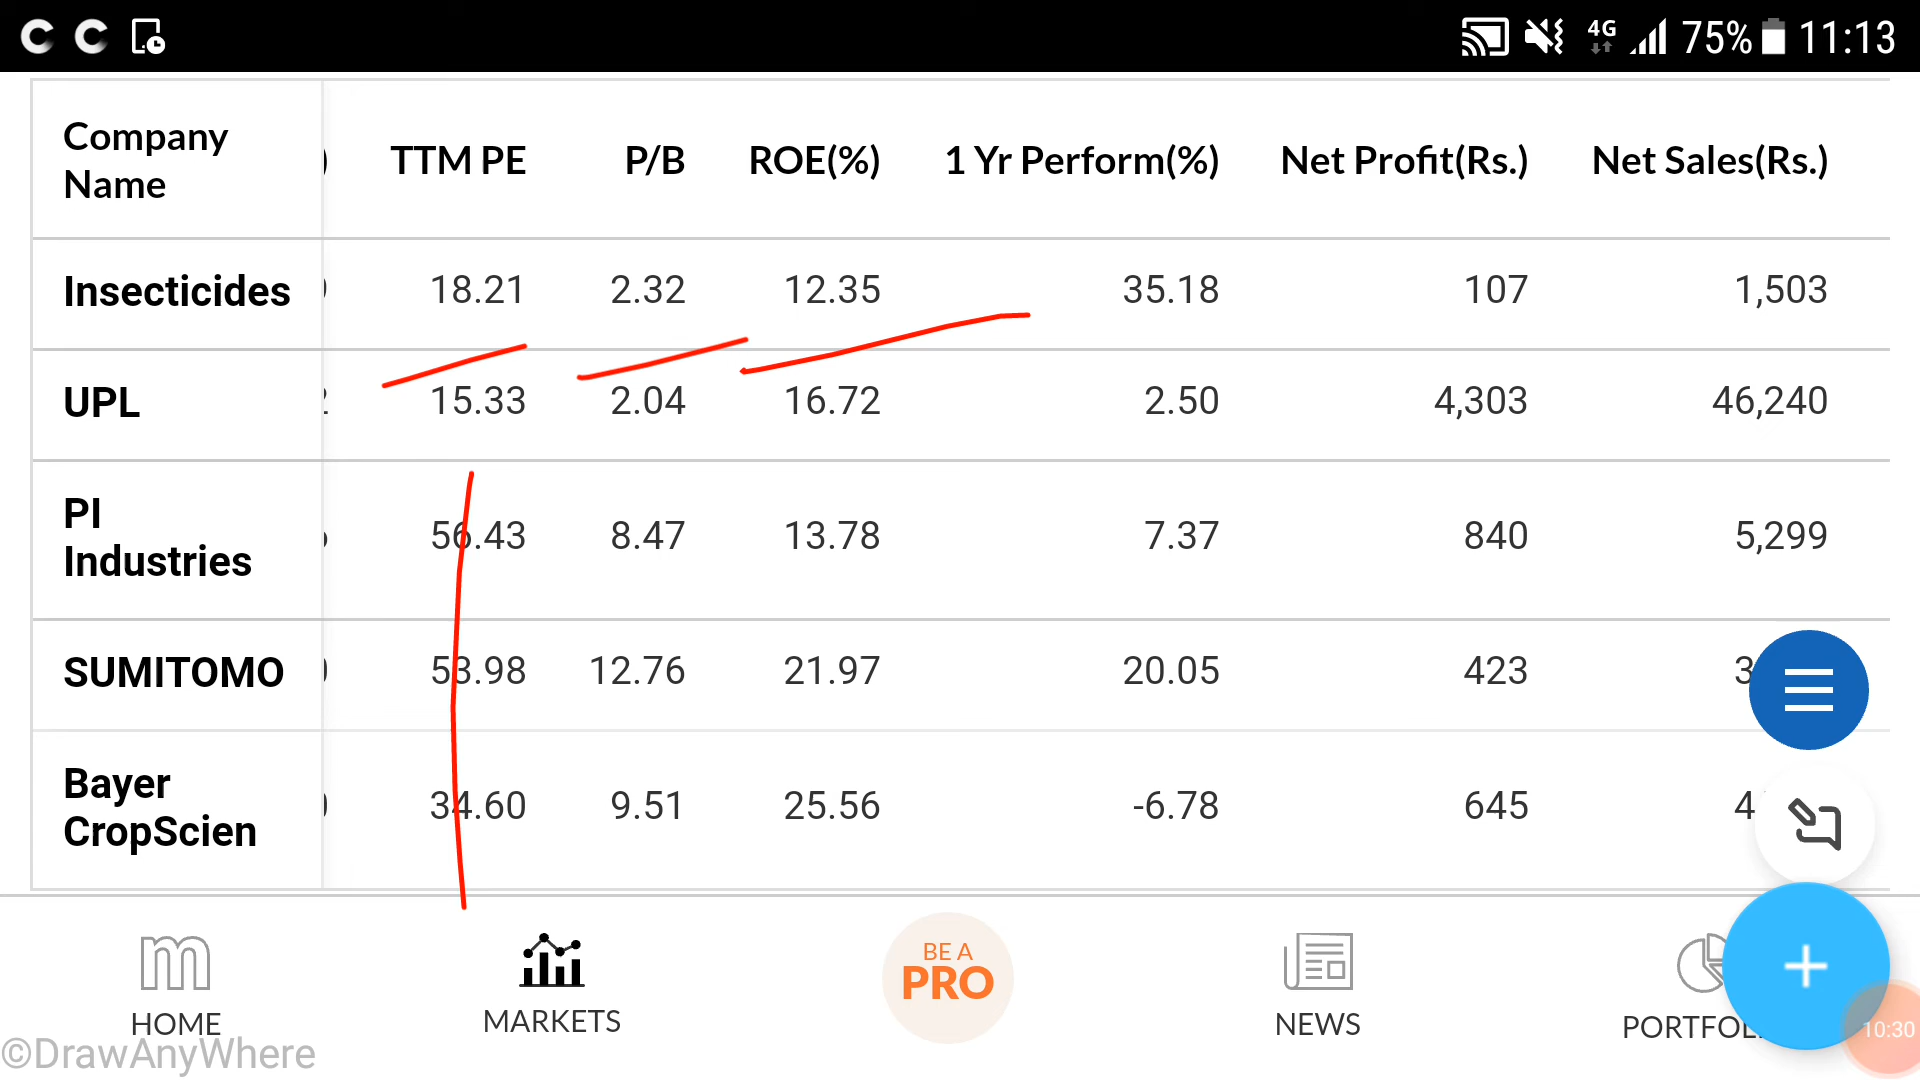 4G 75% 11:13
Company Name TTM PE P/B ROE(%) 1 Yr Perform(%) Net Profit(Rs.) Net Sales(Rs.)
Insecticides 18.21 2.32 12.35 35.18 107 1,503
UPL 15.33 2.04 16.72 2.50 4,303 46,240
PI Industries 56.43 8.47 13.78 7.37 840 5,299
SUMITOMO 53.98 12.76 21.97 20.05 423
Bayer CropScien 34.60 9.51 25.56 -6.78 645
BE A
PRO
HOME MARKETS NEWS
10:30
©DrawAnyWhere